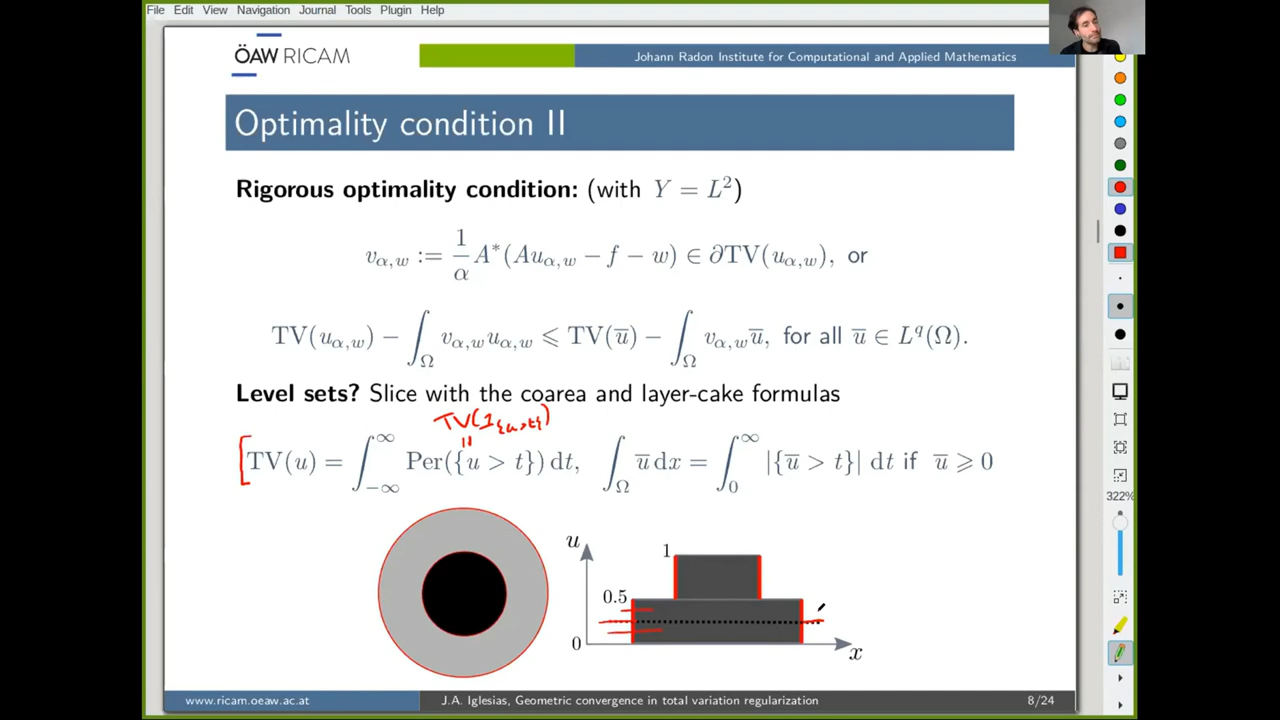 File Edit View Navigation Journal Tools Plugin Help
ÖAW RICAM
Johann Radon Institute for Computational and Applied Mathematics
Optimality condition II
Rigorous optimality condition: (with Y = L²)
v_{α,w} := 1/α A*(Au_{α,w} − f − w) ∈ ∂TV(u_{α,w}), or
TV(u_{α,w}) − ∫_Ω v_{α,w}u_{α,w} ⩽ TV(u̅) − ∫_Ω v_{α,w}u̅, for all u̅ ∈ L^q(Ω).
Level sets? Slice with the coarea and layer-cake formulas
TV(1_{u>t})
TV(u) = ∫_{−∞}^{∞} Per({u > t}) dt, ∫_Ω u̅ dx = ∫_0^∞ |{u̅ > t}| dt if u̅ ⩾ 0
u
1
0.5
0
x
322%
www.ricam.oeaw.ac.at
J.A. Iglesias, Geometric convergence in total variation regularization
8/24